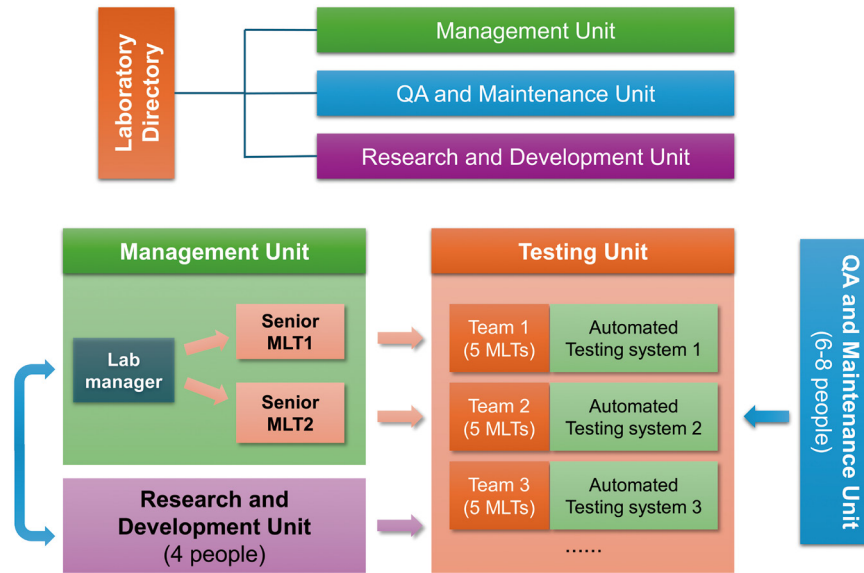 Laboratory
Directory
Management Unit
QA and Maintenance Unit
Research and Development Unit
Management Unit
Lab
manager
Senior
MLT1
Senior
MLT2
Research and
Development Unit
(4 people)
Testing Unit
Team 1
(5 MLTs)
Automated
Testing system 1
Team 2
(5 MLTs)
Automated
Testing system 2
Team 3
(5 MLTs)
Automated
Testing system 3
......
QA and Maintenance Unit
(6-8 people)